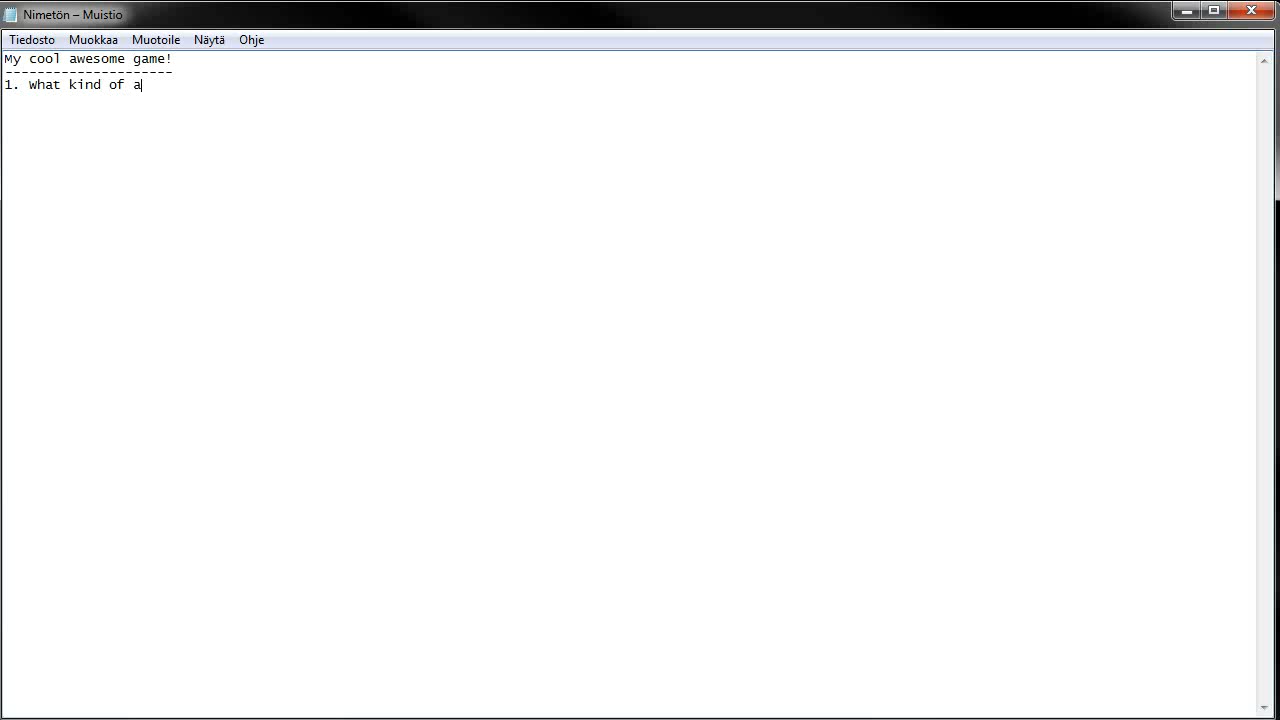 Nimetön – Muistio
Tiedosto Muokkaa Muotoile Näytä Ohje
My cool awesome game!
---------------------
1. What kind of a